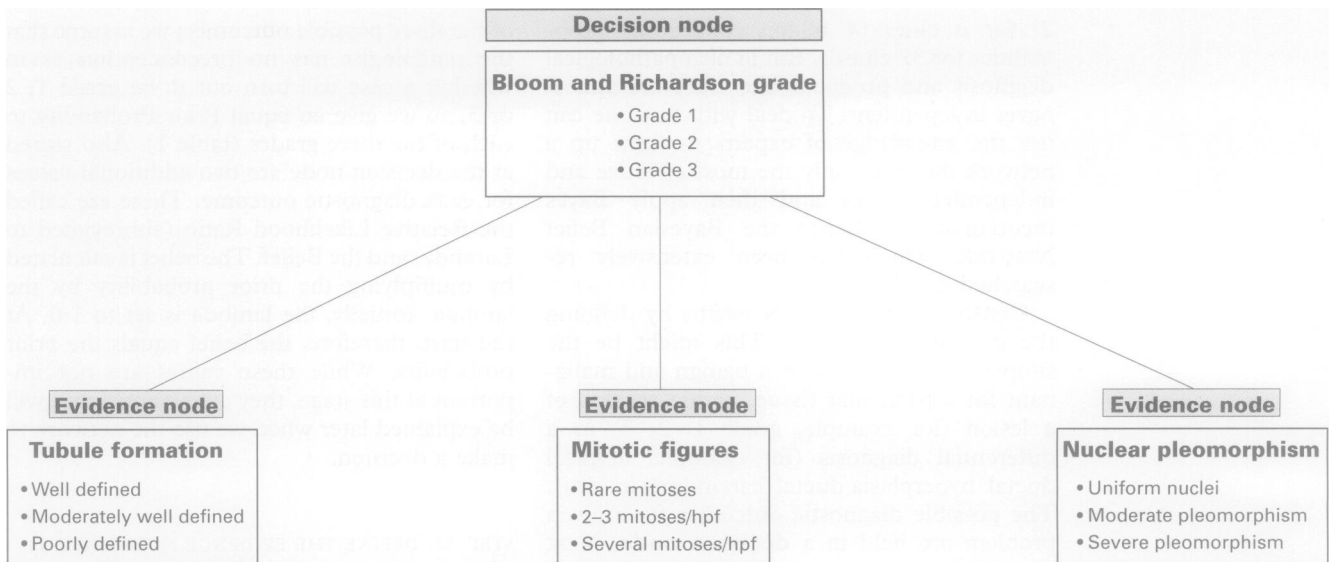 Decision node
Bloom and Richardson grade
• Grade 1
• Grade 2
• Grade 3
Evidence node
Tubule formation
• Well defined
• Moderately well defined
• Poorly defined
Evidence node
Mitotic figures
• Rare mitoses
• 2–3 mitoses/hpf
• Several mitoses/hpf
Evidence node
Nuclear pleomorphism
• Uniform nuclei
• Moderate pleomorphism
• Severe pleomorphism